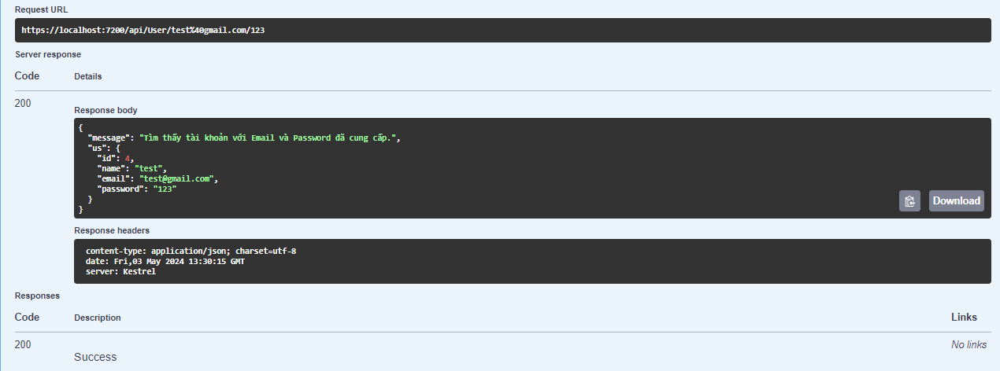 Request URL
https://localhost:7200/api/User/test%40gmail.com/123
Server response
Code Details
200
Response body
{
"message": "Tìm thấy tài khoản với Email và Password đã cung cấp.",
"us": {
"id": 4,
"name": "test",
"email": "test@gmail.com",
"password": "123"
}
}
Download
Response headers
content-type: application/json; charset=utf-8
date: Fri,03 May 2024 13:30:15 GMT
server: Kestrel
Responses
Code Description Links
200 No links
Success